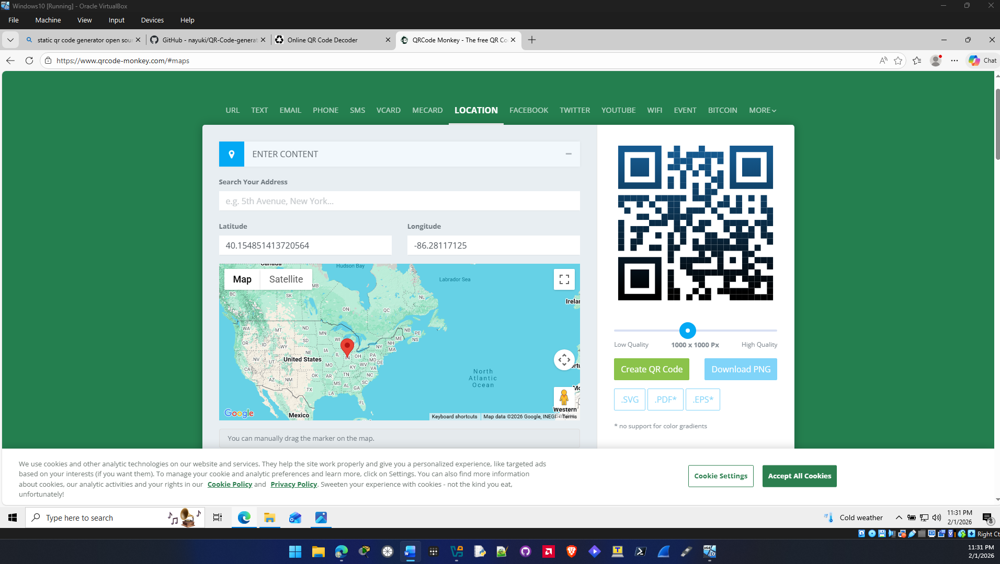 Windows10 [Running] - Oracle VirtualBox
File Machine View Input Devices Help
static qr code generator open sour
GitHub - nayuki/QR-Code-generat
Online QR Code Decoder
QRCode Monkey - The free QR Co
https://www.qrcode-monkey.com/#maps
Chat
URL TEXT EMAIL PHONE SMS VCARD MECARD LOCATION FACEBOOK TWITTER YOUTUBE WIFI EVENT BITCOIN MORE
ENTER CONTENT
Search Your Address
e.g. 5th Avenue, New York...
Latitude Longitude
40.154851413720564 -86.28117125
Map Satellite
Canada
Hudson Bay
Labrador Sea
MB
BC
SK
NL
Irelan
ON
QC
WA
MT
ND
MN
NB
PE
NS
ME
OR
ID
WY
SD
WI
NH
MA
NY
IA
NE
IL
IN
OH
PA
MD
DE
NV
UT
United States
WV
VA
KY
CA
AZ
NM
OK
AR
TN
NC
SC
MS
AL
GA
TX
LA
FL
North
Atlantic
Ocean
Western
Mexico
Google
Keyboard shortcuts
Map data ©2026 Google, INEGI
Terms
You can manually drag the marker on the map.
Low Quality 1000 x 1000 Px High Quality
Create QR Code Download PNG
.SVG .PDF* .EPS*
* no support for color gradients
We use cookies and other analytic technologies on our website and services. They help the site work properly and give you a personalized experience, like targeted ads
based on your interests (if you want them). To manage your cookie and analytic preferences and learn more, click on Settings. You can also find more information
about cookies, our analytic activities and your rights in our Cookie Policy and Privacy Policy. Sweeten your experience with cookies - not the kind you eat,
unfortunately!
Cookie Settings
Accept All Cookies
Type here to search
Cold weather
11:31 PM
2/1/2026
8
Right Ct
11:31 PM
2/1/2026